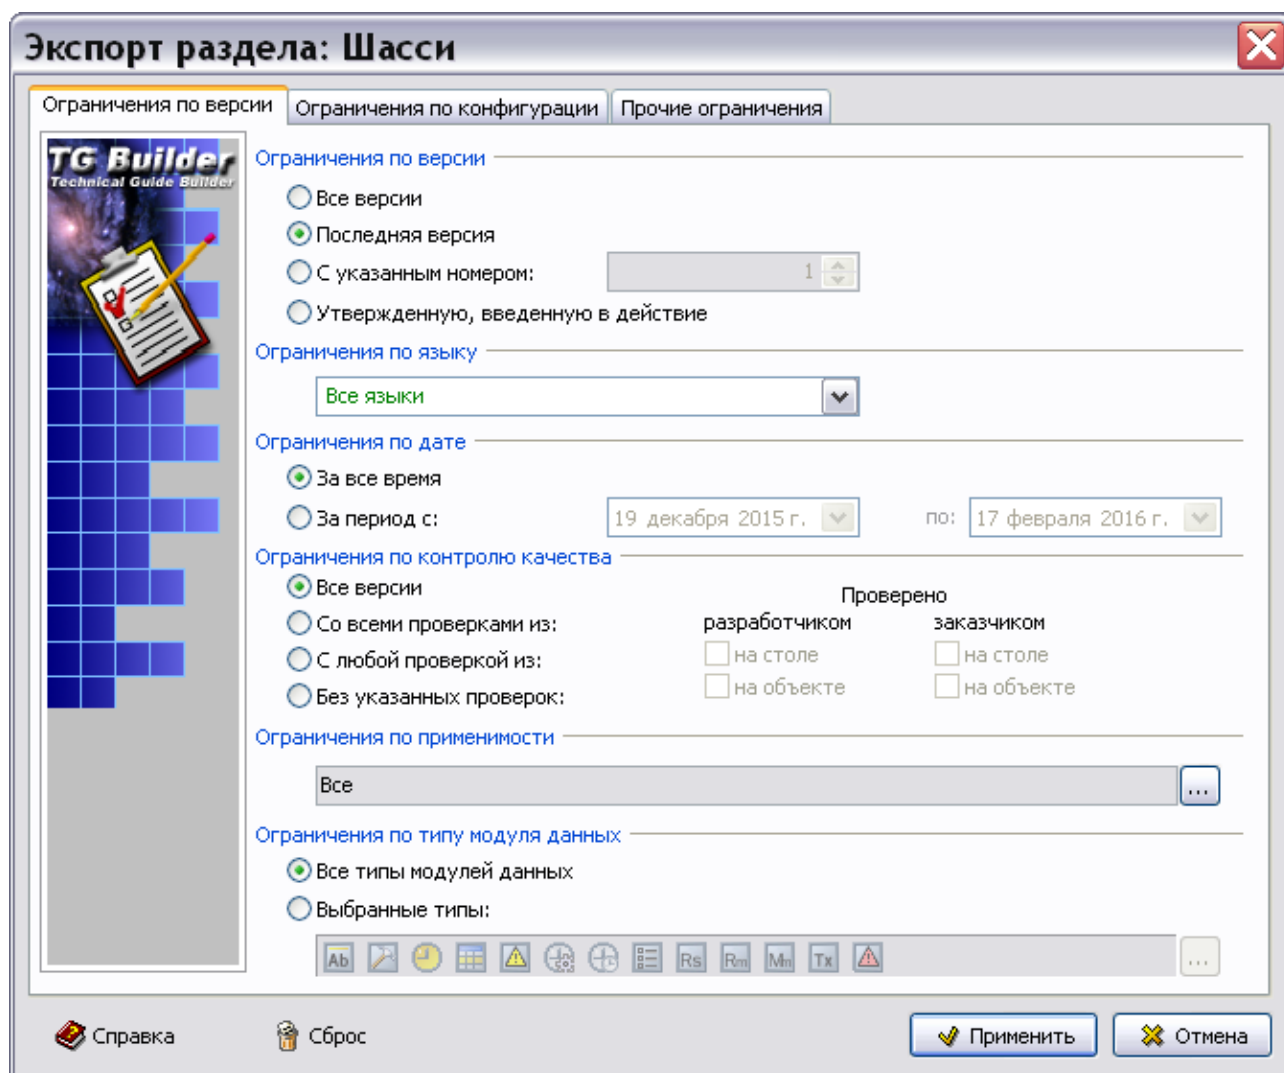 Экспорт раздела: Шасси
Ограничения по версии Ограничения по конфигурации Прочие ограничения
TG Builder
Technical Guide Builder
Ограничения по версии
Все версии
Последняя версия
С указанным номером: 1
Утвержденную, введенную в действие
Ограничения по языку
Все языки
Ограничения по дате
За все время
За период с: 19 декабря 2015 г. по: 17 февраля 2016 г.
Ограничения по контролю качества
Все версии
Проверено
Со всеми проверками из: разработчиком заказчиком
С любой проверкой из: на столе на столе
Без указанных проверок: на объекте на объекте
Ограничения по применимости
Все ...
Ограничения по типу модуля данных
Все типы модулей данных
Выбранные типы:
Ab Rs Rm Mn Tx ...
Справка Сброс Применить Отмена